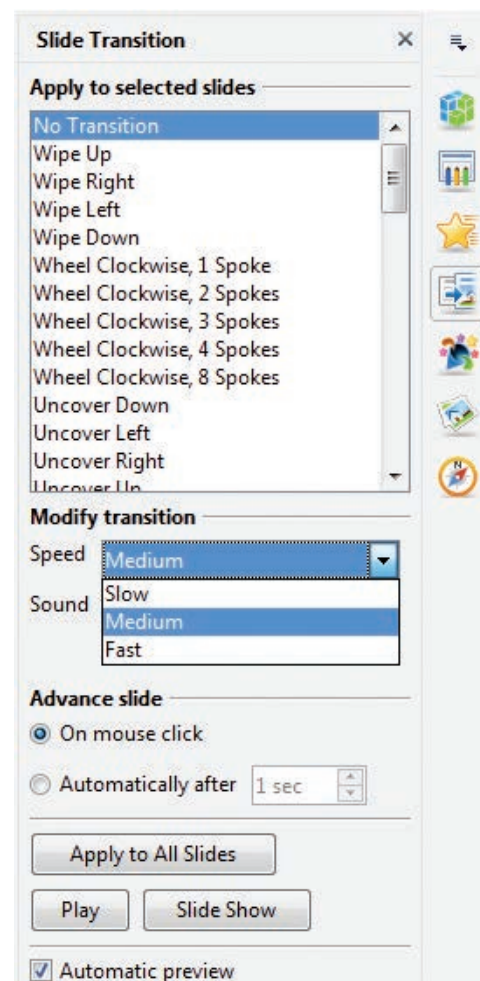 Slide Transition
Apply to selected slides
No Transition
Wipe Up
Wipe Right
Wipe Left
Wipe Down
Wheel Clockwise, 1 Spoke
Wheel Clockwise, 2 Spokes
Wheel Clockwise, 3 Spokes
Wheel Clockwise, 4 Spokes
Wheel Clockwise, 8 Spokes
Uncover Down
Uncover Left
Uncover Right
Uncover Up
Modify transition
Speed Medium
Slow
Sound
Medium
Fast
Advance slide
On mouse click
Automatically after 1 sec
Apply to All Slides
Play Slide Show
Automatic preview
N